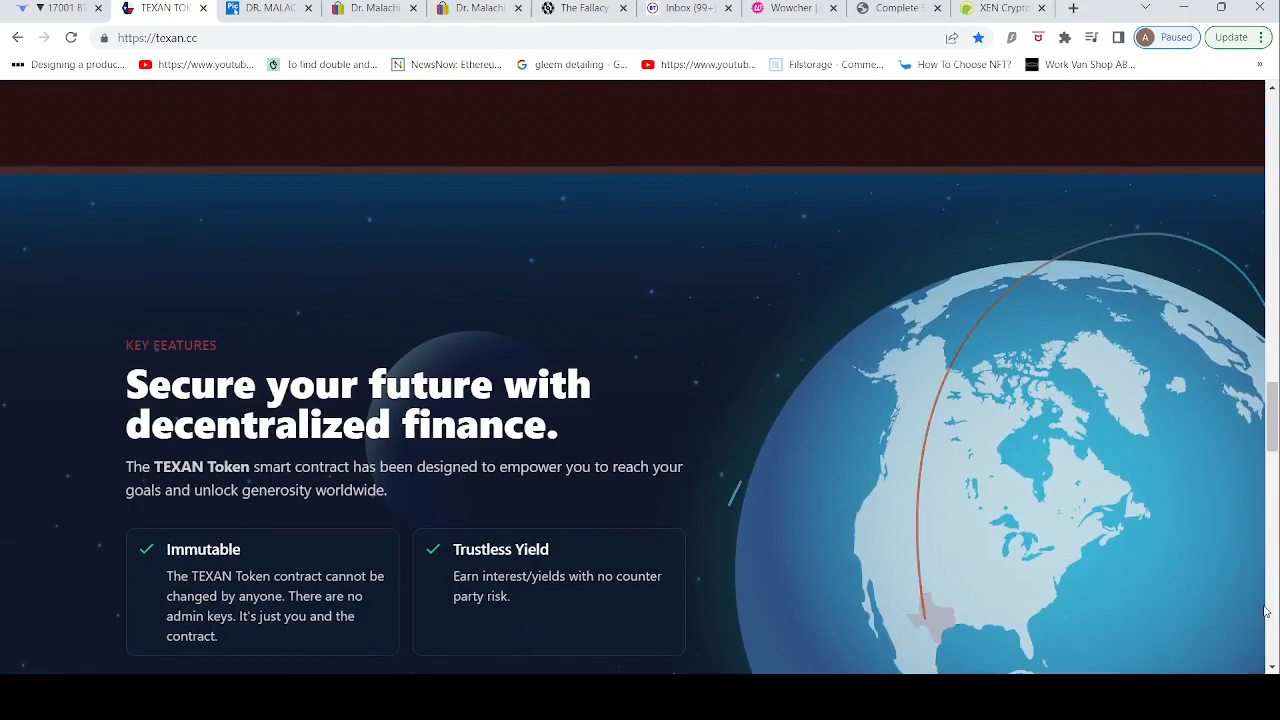 17001 BT
TEXAN TOK
DR. MALAC
Dr. Malachi
Dr. Malachi
The Fallacy
Inbox (99+)
Wowcher |
Complete S
XEN Crypto
https://texan.cc
A Paused
Update
Designing a produc...
https://www.youtub...
To find double and...
NewsNow: Ethereu...
gleem detailing - G...
https://www.youtub...
Filstorage - Comme...
How To Choose NFT?
Work Van Shop AB...
»
KEY FEATURES
Secure your future with
decentralized finance.
The TEXAN Token smart contract has been designed to empower you to reach your
goals and unlock generosity worldwide.
Immutable
The TEXAN Token contract cannot be
changed by anyone. There are no
admin keys. It's just you and the
contract.
Trustless Yield
Earn interest/yields with no counter
party risk.